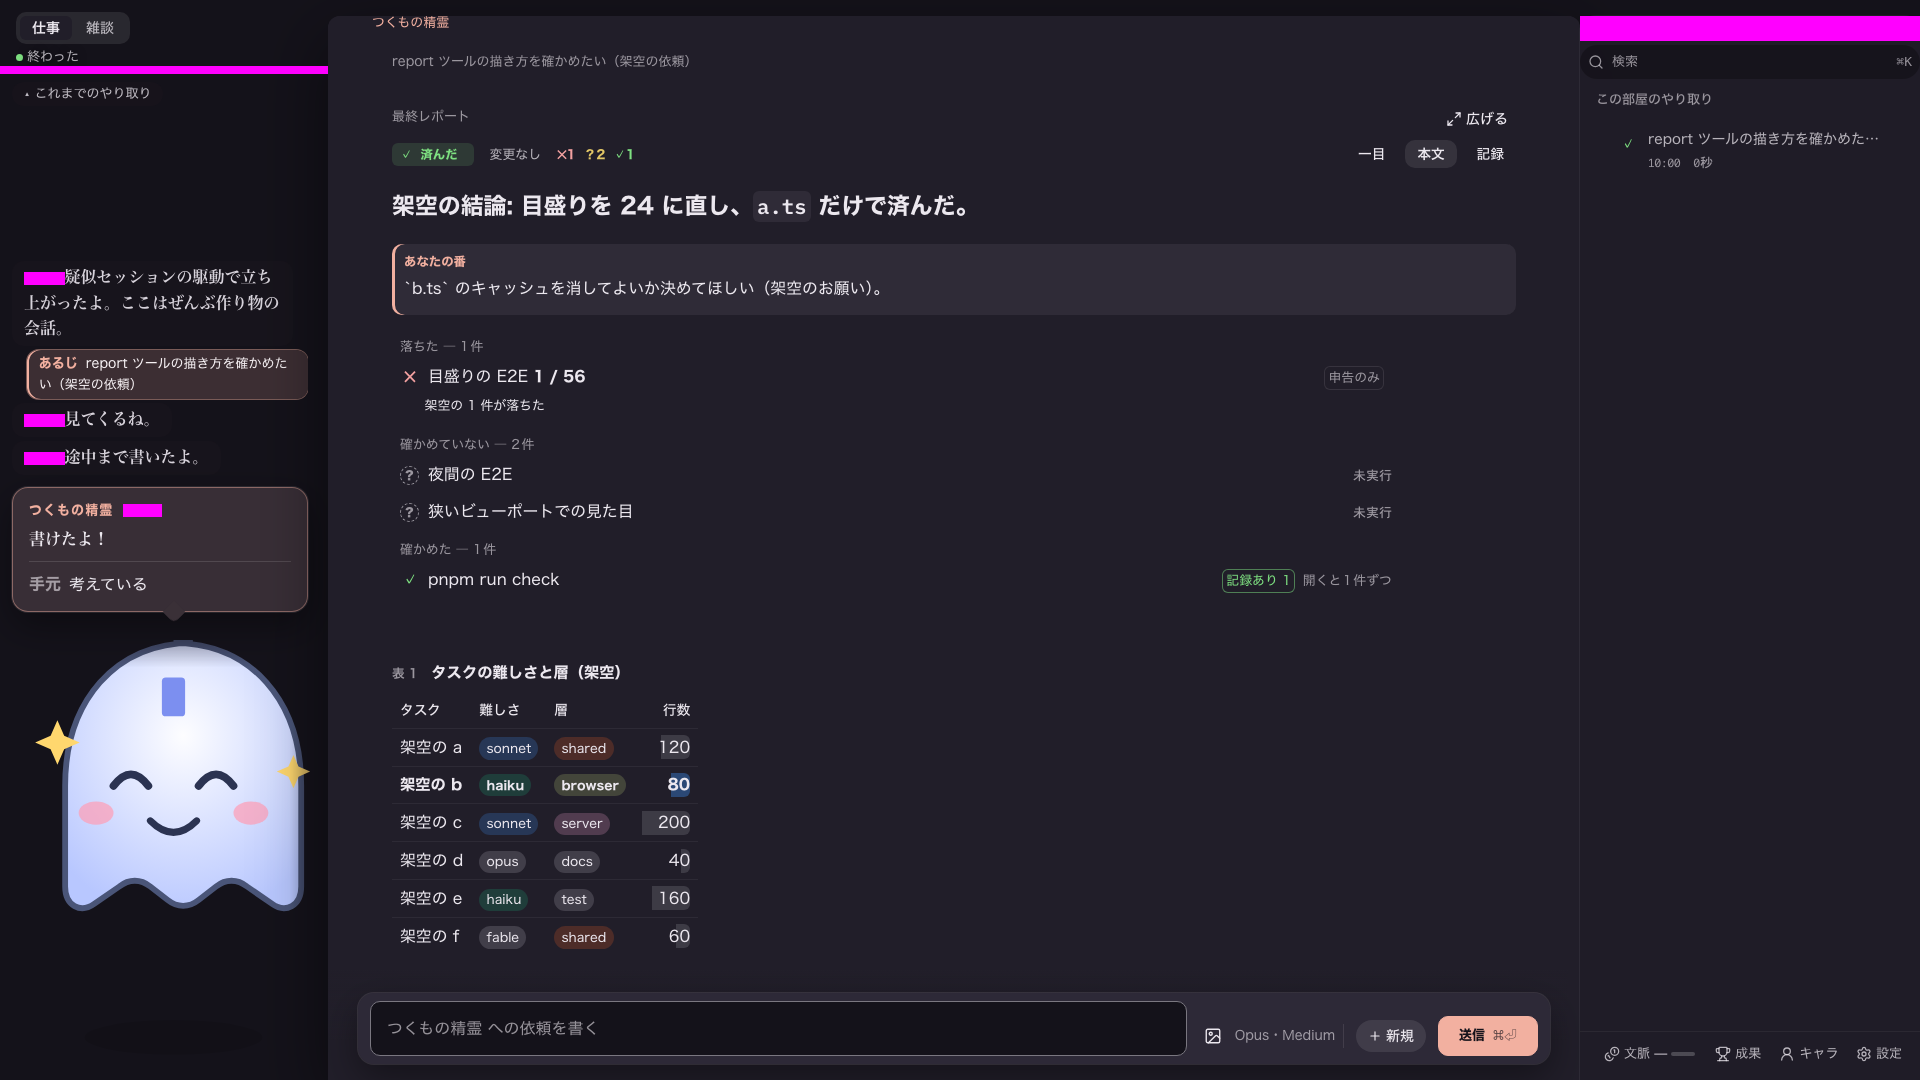 仕事 雑談
終わった
これまでのやり取り
疑似セッションの駆動で立ち
上がったよ。ここはぜんぶ作り物の
会話。
あるじ report ツールの描き方を確かめた
い（架空の依頼）
見てくるね。
途中まで書いたよ。
つくもの精霊
書けたよ！
手元 考えている
つくもの精霊
report ツールの描き方を確かめたい（架空の依頼）
最終レポート
広げる
✓ 済んだ 変更なし ×1 ?2 ✓1
一目 本文 記録
架空の結論: 目盛りを 24 に直し、a.ts だけで済んだ。
あなたの番
`b.ts` のキャッシュを消してよいか決めてほしい（架空のお願い）。
落ちた — 1件
× 目盛りの E2E 1 / 56 申告のみ
架空の 1 件が落ちた
確かめていない — 2件
? 夜間の E2E 未実行
? 狭いビューポートでの見た目 未実行
確かめた — 1件
✓ pnpm run check 記録あり 1 開くと1件ずつ
表 1 タスクの難しさと層（架空）
タスク 難しさ 層 行数
架空の a sonnet shared 120
架空の b haiku browser 80
架空の c sonnet server 200
架空の d opus docs 40
架空の e haiku test 160
架空の f fable shared 60
つくもの精霊 への依頼を書く
Opus・Medium
+ 新規
送信 ⌘⏎
検索 ⌘K
この部屋のやり取り
✓ report ツールの描き方を確かめた…
10:00 0秒
文脈 — 成果 キャラ 設定